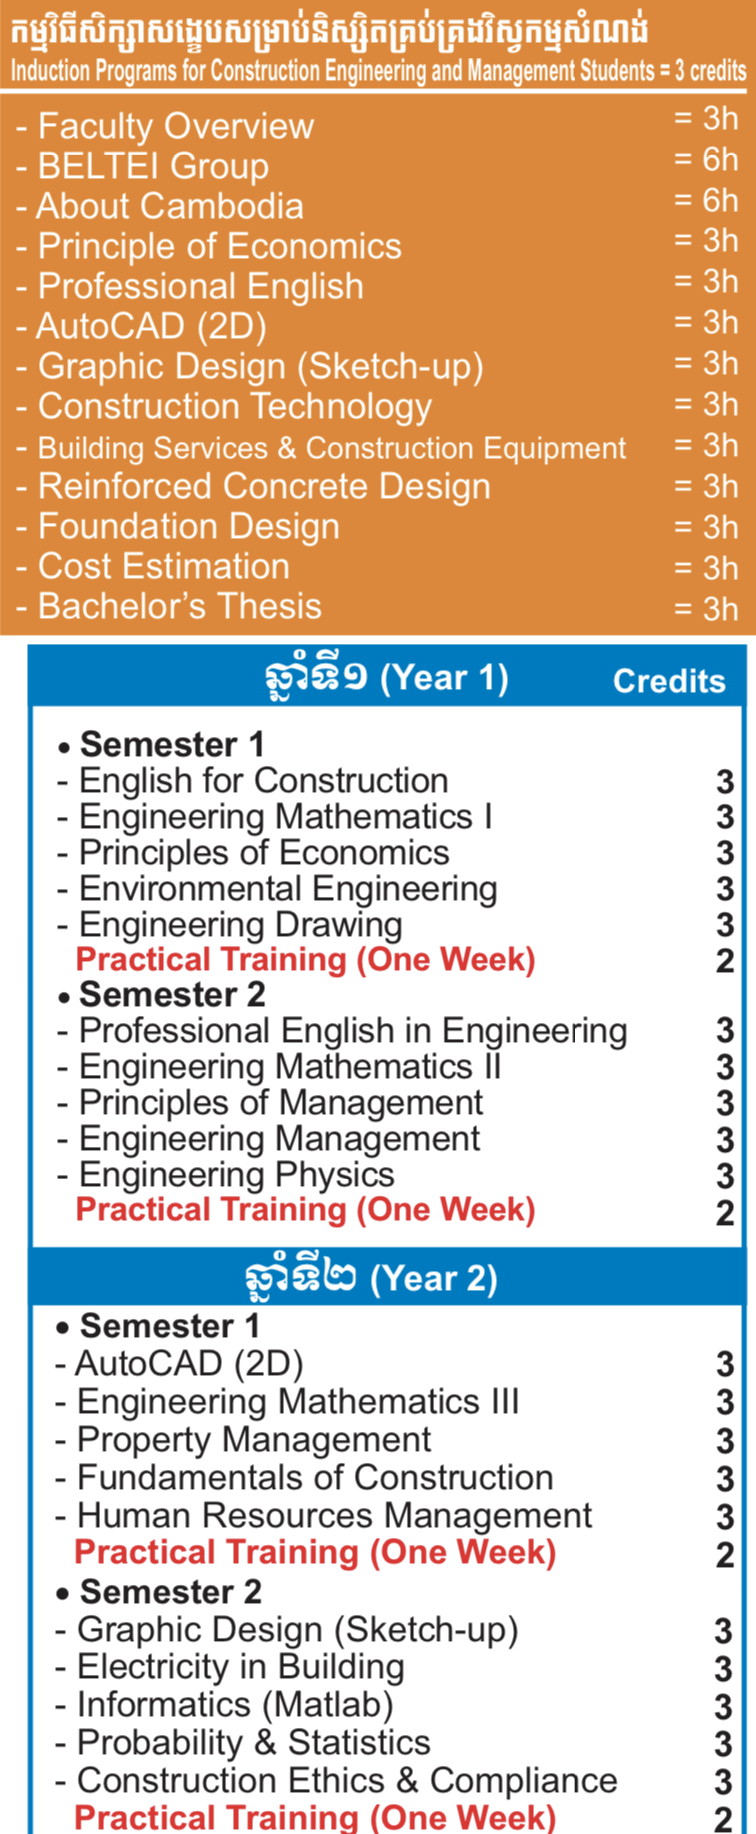 កម្មវិធីសិក្សាសង្ខេបសម្រាប់និស្សិតគ្រប់គ្រងវិស្វកម្មសំណង់
Induction Programs for Construction Engineering and Management Students = 3 credits
- Faculty Overview = 3h
- BELTEI Group = 6h
- About Cambodia = 6h
- Principle of Economics = 3h
- Professional English = 3h
- AutoCAD (2D) = 3h
- Graphic Design (Sketch-up) = 3h
- Construction Technology = 3h
- Building Services & Construction Equipment = 3h
- Reinforced Concrete Design = 3h
- Foundation Design = 3h
- Cost Estimation = 3h
- Bachelor's Thesis = 3h
ឆ្នាំទី១ (Year 1) Credits
• Semester 1
- English for Construction 3
- Engineering Mathematics I 3
- Principles of Economics 3
- Environmental Engineering 3
- Engineering Drawing 3
Practical Training (One Week) 2
• Semester 2
- Professional English in Engineering 3
- Engineering Mathematics II 3
- Principles of Management 3
- Engineering Management 3
- Engineering Physics 3
Practical Training (One Week) 2
ឆ្នាំទី២ (Year 2)
• Semester 1
- AutoCAD (2D) 3
- Engineering Mathematics III 3
- Property Management 3
- Fundamentals of Construction 3
- Human Resources Management 3
Practical Training (One Week) 2
• Semester 2
- Graphic Design (Sketch-up) 3
- Electricity in Building 3
- Informatics (Matlab) 3
- Probability & Statistics 3
- Construction Ethics & Compliance 3
Practical Training (One Week) 2